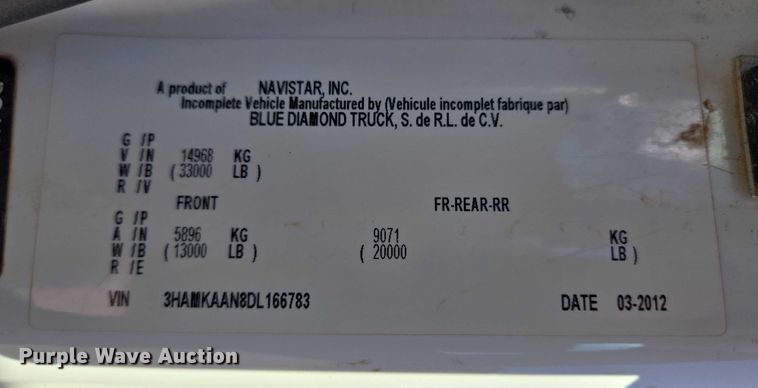 A product of NAVISTAR, INC.
Incomplete Vehicle Manufactured by (Vehicule incomplet fabrique par)
BLUE DIAMOND TRUCK, S. de R.L. de C.V.
G /P
V /N 14968 KG
W /B ( 33000 LB )
R /V
FRONT FR-REAR-RR
G /P
A /N 5896 KG 9071 KG
W /B ( 13000 LB ) ( 20000 LB )
R /E
VIN 3HAMKAAN8DL166783 DATE 03-2012
Purple Wave Auction